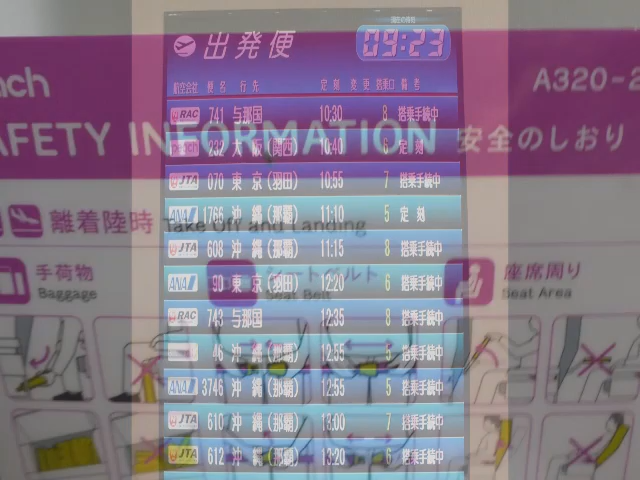 出発便 現在の時刻 09:23
航空会社 便名 行先 定刻 変更 搭乗口 備考
RAC 741 与那国 10:30 8 搭乗手続中
peach 232 大阪(関西) 10:40 6 定刻
JTA 070 東京(羽田) 10:55 7 搭乗手続中
ANA 1766 沖縄(那覇) 11:10 5 定刻
JTA 608 沖縄(那覇) 11:15 8 搭乗手続中
ANA 90 東京(羽田) 12:20 6 搭乗手続中
RAC 743 与那国 12:35 8 搭乗手続中
46 沖縄(那覇) 12:55 5 搭乗手続中
ANA 3746 沖縄(那覇) 12:55 5 搭乗手続中
JTA 610 沖縄(那覇) 13:00 7 搭乗手続中
JTA 612 沖縄(那覇) 13:20 6 搭乗手続中
A320-2
AFETY INFORMATION 安全のしおり
離着陸時 Take Off and Landing
手荷物 シートベルト 座席周り
Baggage Seat Belt Seat Area